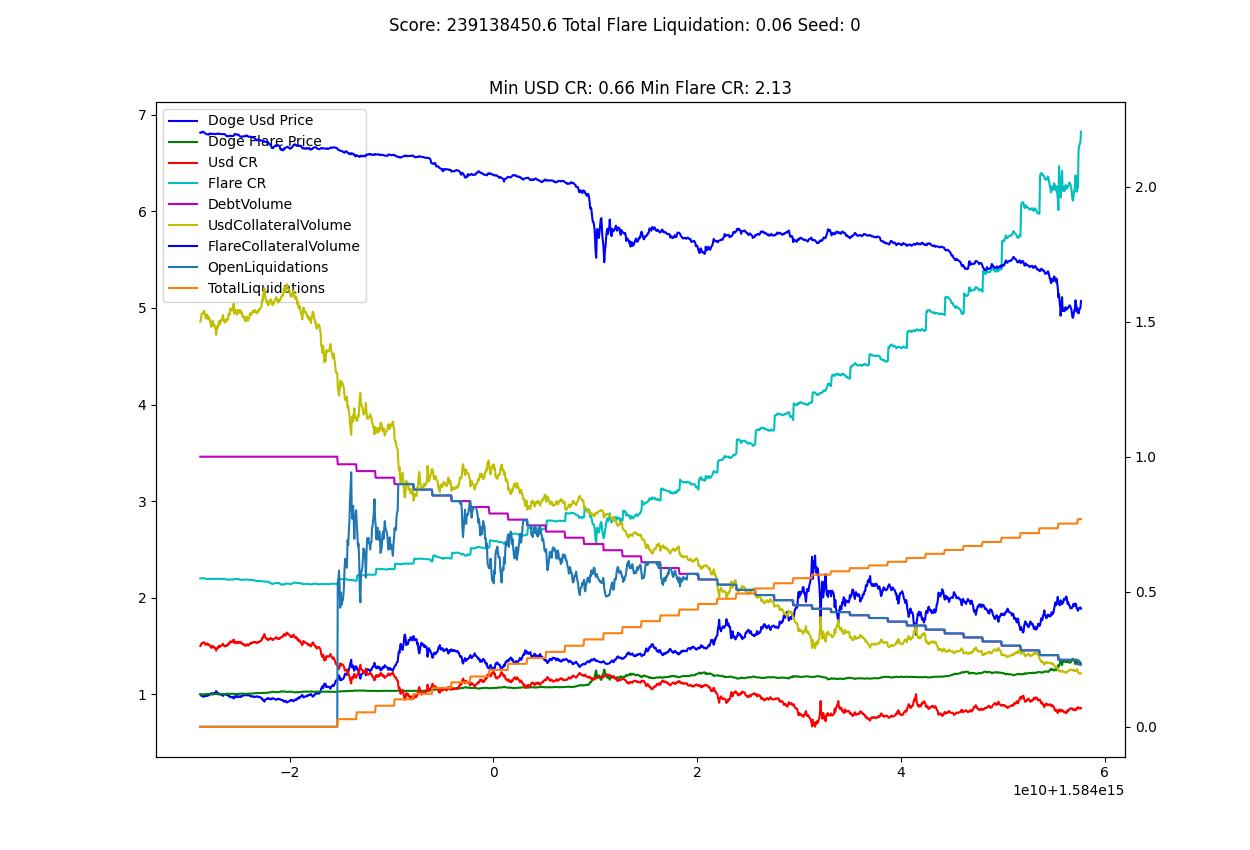 Score: 239138450.6 Total Flare Liquidation: 0.06 Seed: 0
Min USD CR: 0.66 Min Flare CR: 2.13
Doge Usd Price
Doge Flare Price
Usd CR
Flare CR
DebtVolume
UsdCollateralVolume
FlareCollateralVolume
OpenLiquidations
TotalLiquidations
7
6
5
4
3
2
1
2.0
1.5
1.0
0.5
0.0
−2
0
2
4
6
1e10+1.584e15